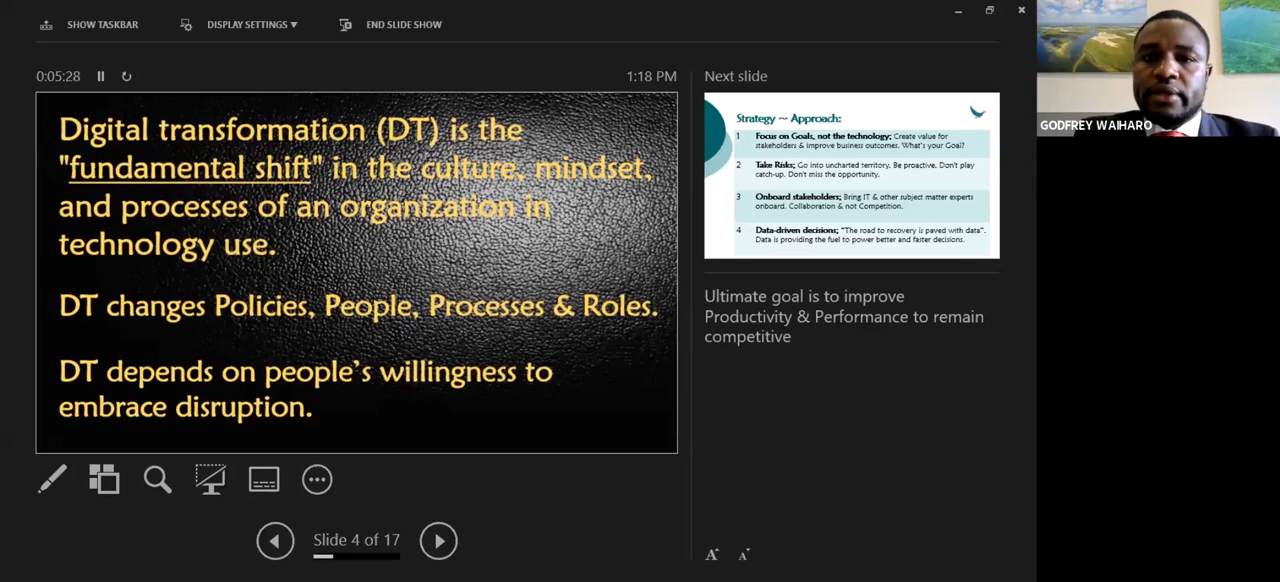 SHOW TASKBAR
DISPLAY SETTINGS ▼
END SLIDE SHOW
0:05:28
1:18 PM
Digital transformation (DT) is the
"fundamental shift" in the culture, mindset,
and processes of an organization in
technology use.
DT changes Policies, People, Processes & Roles.
DT depends on people's willingness to
embrace disruption.
Slide 4 of 17
Next slide
Strategy ~ Approach:
1 Focus on Goals, not the technology; Create value for
stakeholders & improve business outcomes. What's your Goal?
2 Take Risks; Go into uncharted territory. Be proactive. Don't play
catch-up. Don't miss the opportunity.
3 Onboard stakeholders; Bring IT & other subject matter experts
onboard. Collaboration & not Competition.
4 Data-driven decisions; "The road to recovery is paved with data".
Data is providing the fuel to power better and faster decisions.
Ultimate goal is to improve
Productivity & Performance to remain
competitive
A A
GODFREY WAIHARO